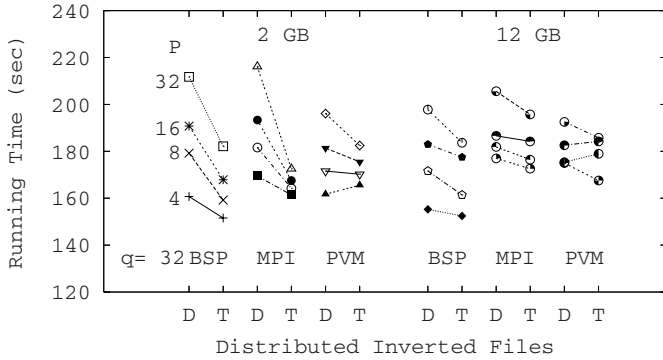 240
220
200
180
160
140
120
Running Time (sec)
2 GB
12 GB
P
32
16
8
4
q= 32 BSP MPI PVM BSP MPI PVM
D T D T D T D T D T D T
Distributed Inverted Files